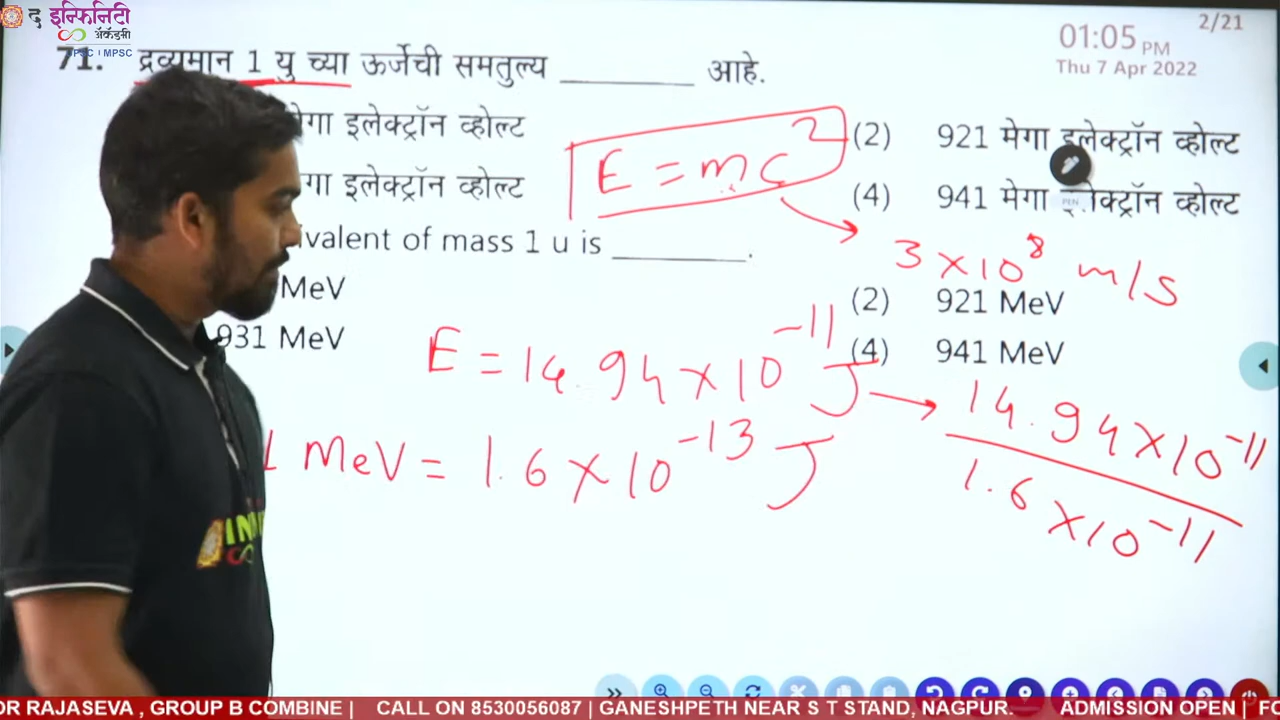 द इन्फिनिटी
अ‍ॅकॅडमी
PSC | MPSC
2/21
01:05 PM
Thu 7 Apr 2022
71. द्रव्यमान 1 यु च्या ऊर्जेची समतुल्य ________ आहे.
मेगा इलेक्ट्रॉन व्होल्ट
(2) 921 मेगा इलेक्ट्रॉन व्होल्ट
मेगा इलेक्ट्रॉन व्होल्ट
(4) 941 मेगा इलेक्ट्रॉन व्होल्ट
E = mc²
PEN
ivalent of mass 1 u is ________.
3 × 10⁸ m/s
MeV
(2) 921 MeV
931 MeV
(4) 941 MeV
E = 14.94 × 10⁻¹¹ J → 14.94 × 10⁻¹¹
1.6 × 10⁻¹¹
1 MeV = 1.6 × 10⁻¹³ J
OR RAJASEVA , GROUP B COMBINE | CALL ON 8530056087 | GANESHPETH NEAR S T STAND, NAGPUR. ADMISSION OPEN | FO